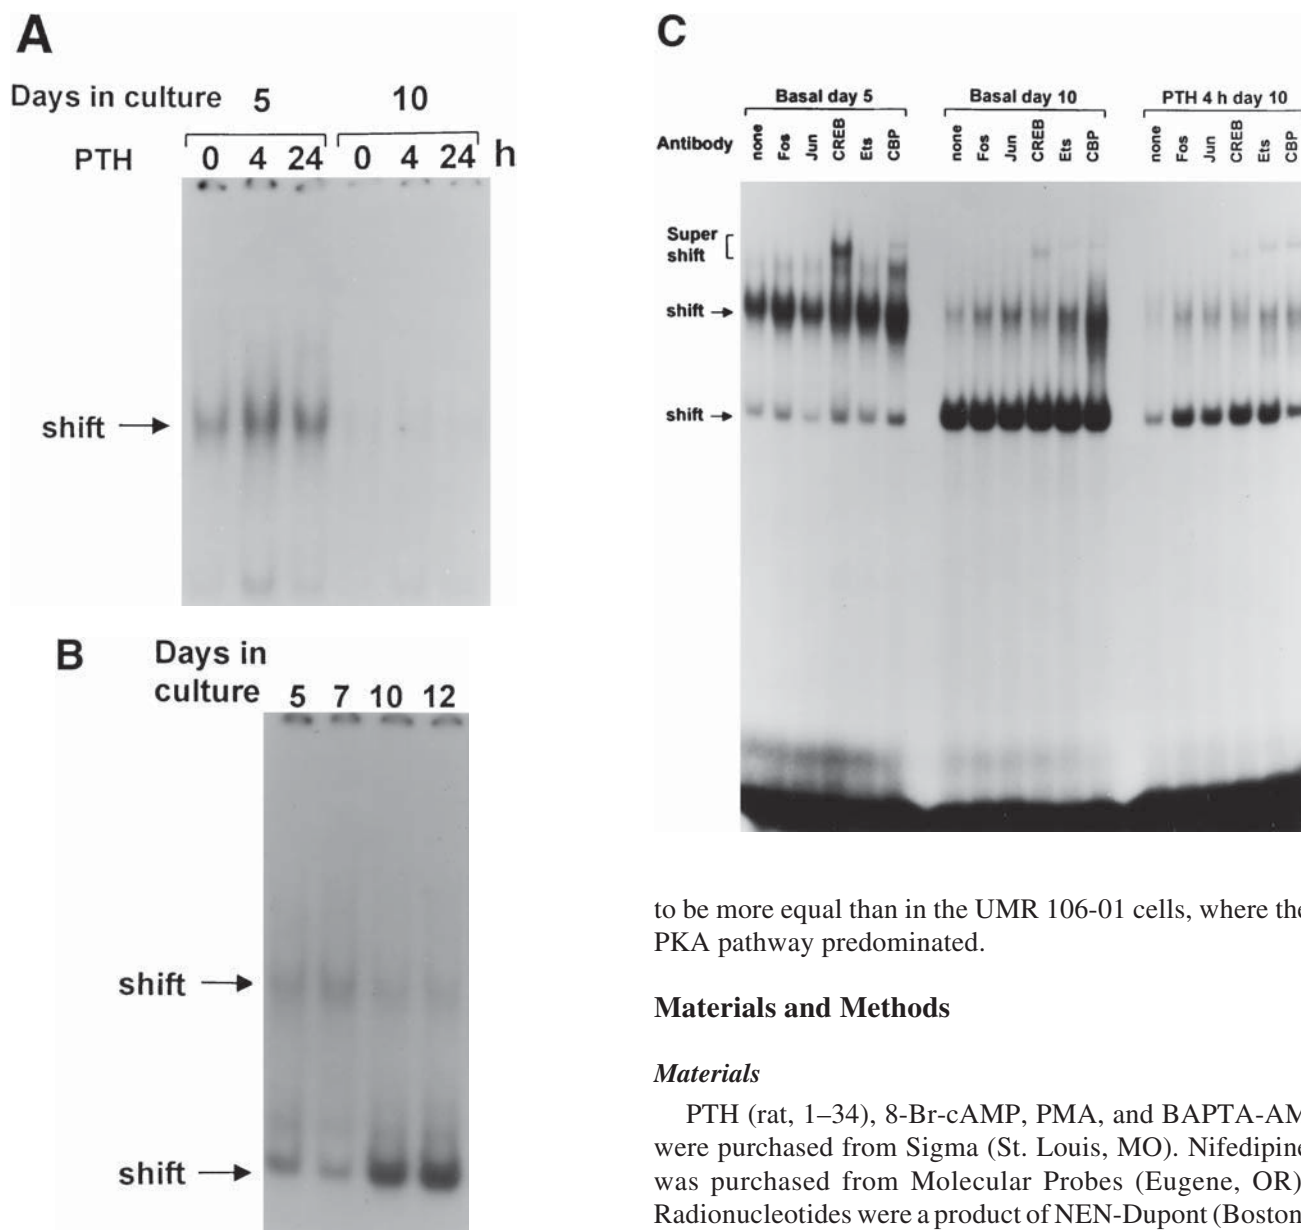 A
Days in culture 5 10
PTH 0 4 24 0 4 24 h
shift
B
Days in
culture 5 7 10 12
shift
shift
C
Basal day 5 Basal day 10 PTH 4 h day 10
Antibody none Fos Jun CREB Ets CBP none Fos Jun CREB Ets CBP none Fos Jun CREB Ets CBP
Super
shift
shift
shift
to be more equal than in the UMR 106-01 cells, where the
PKA pathway predominated.
Materials and Methods
Materials
PTH (rat, 1–34), 8-Br-cAMP, PMA, and BAPTA-AM
were purchased from Sigma (St. Louis, MO). Nifedipine
was purchased from Molecular Probes (Eugene, OR)
Radionucleotides were a product of NEN-Dupont (Boston